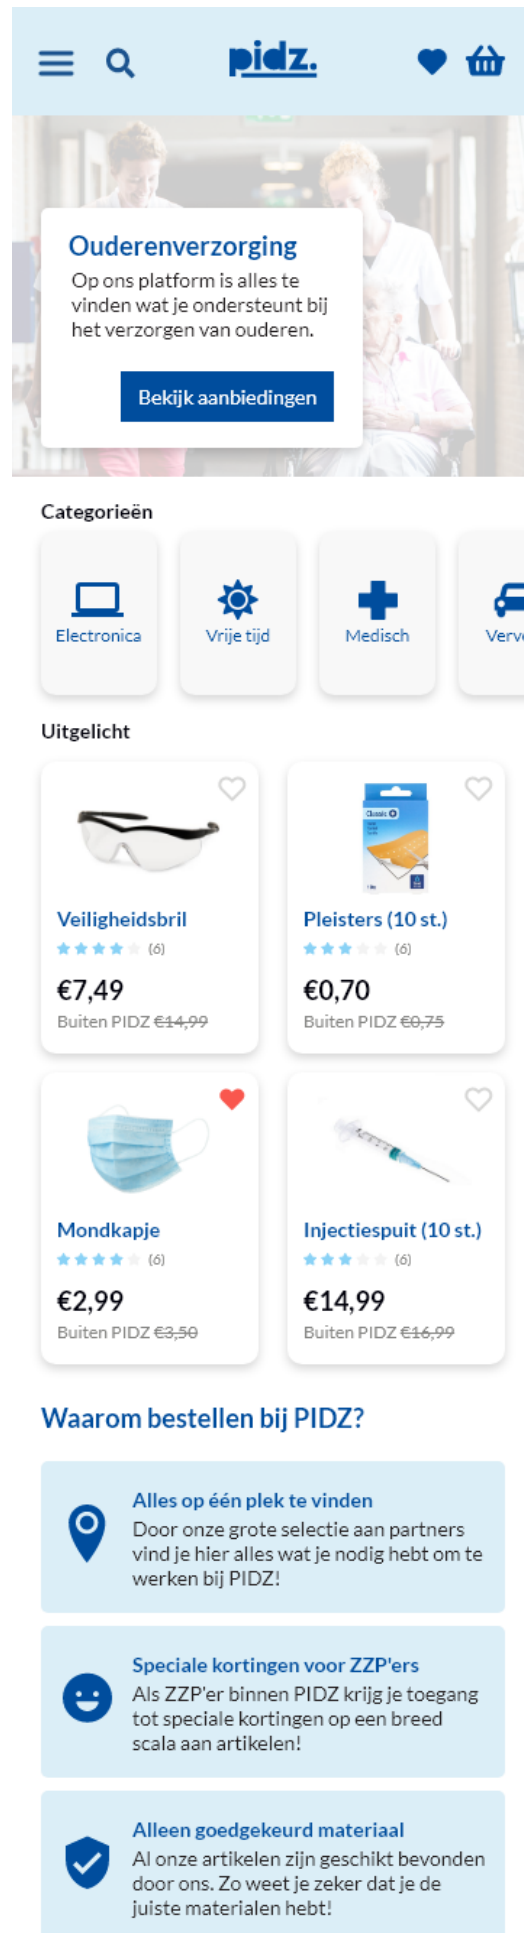 pidz.
Ouderenverzorging
Op ons platform is alles te
vinden wat je ondersteunt bij
het verzorgen van ouderen.
Bekijk aanbiedingen
Categorieën
Electronica
Vrije tijd
Medisch
Verv
Uitgelicht
Classic
Veiligheidsbril
(6)
€7,49
Buiten PIDZ €14,99
Pleisters (10 st.)
(6)
€0,70
Buiten PIDZ €0,75
Mondkapje
(6)
€2,99
Buiten PIDZ €3,50
Injectiespuit (10 st.)
(6)
€14,99
Buiten PIDZ €16,99
Waarom bestellen bij PIDZ?
Alles op één plek te vinden
Door onze grote selectie aan partners
vind je hier alles wat je nodig hebt om te
werken bij PIDZ!
Speciale kortingen voor ZZP'ers
Als ZZP'er binnen PIDZ krijg je toegang
tot speciale kortingen op een breed
scala aan artikelen!
Alleen goedgekeurd materiaal
Al onze artikelen zijn geschikt bevonden
door ons. Zo weet je zeker dat je de
juiste materialen hebt!